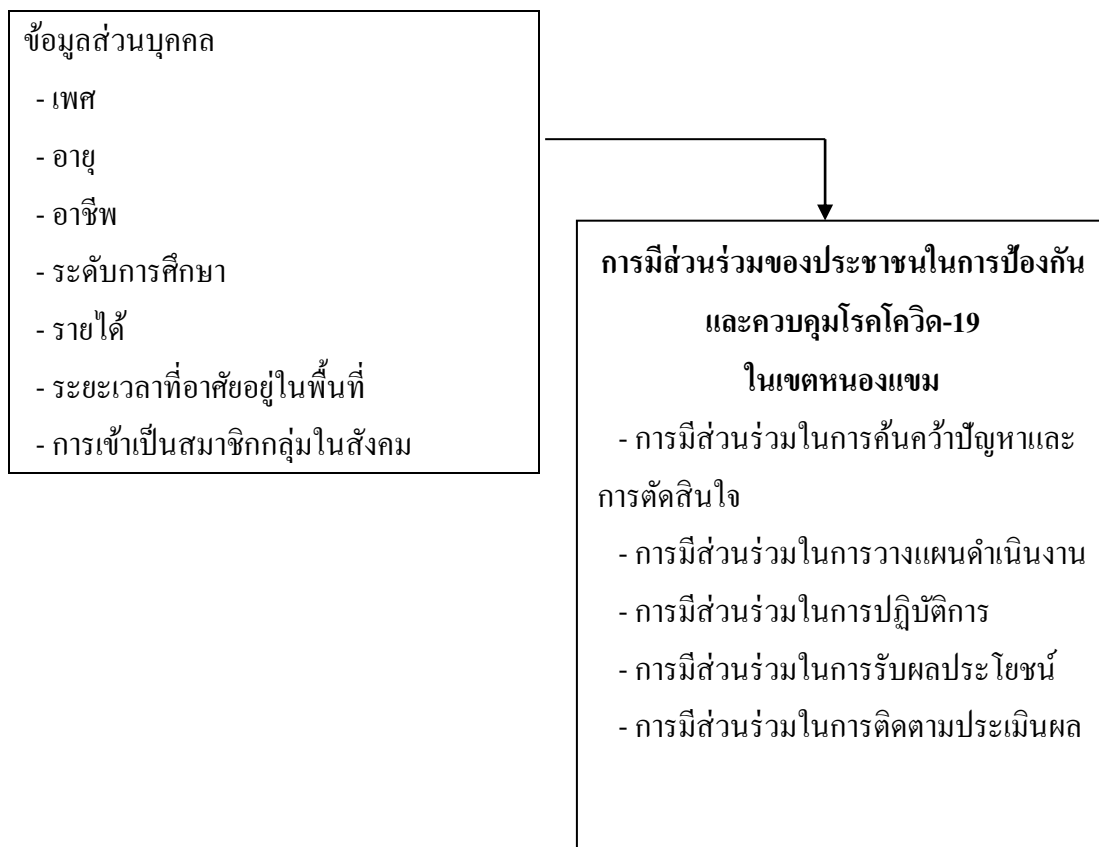 ข้อมูลส่วนบุคคล
- เพศ
- อายุ
- อาชีพ
- ระดับการศึกษา
- รายได้
- ระยะเวลาที่อาศัยอยู่ในพื้นที่
- การเข้าเป็นสมาชิกกลุ่มในสังคม
การมีส่วนร่วมของประชาชนในการป้องกัน
และควบคุมโรคโควิด-19
ในเขตหนองแขม
- การมีส่วนร่วมในการค้นคว้าปัญหาและ
การตัดสินใจ
- การมีส่วนร่วมในการวางแผนดำเนินงาน
- การมีส่วนร่วมในการปฏิบัติการ
- การมีส่วนร่วมในการรับผลประโยชน์
- การมีส่วนร่วมในการติดตามประเมินผล